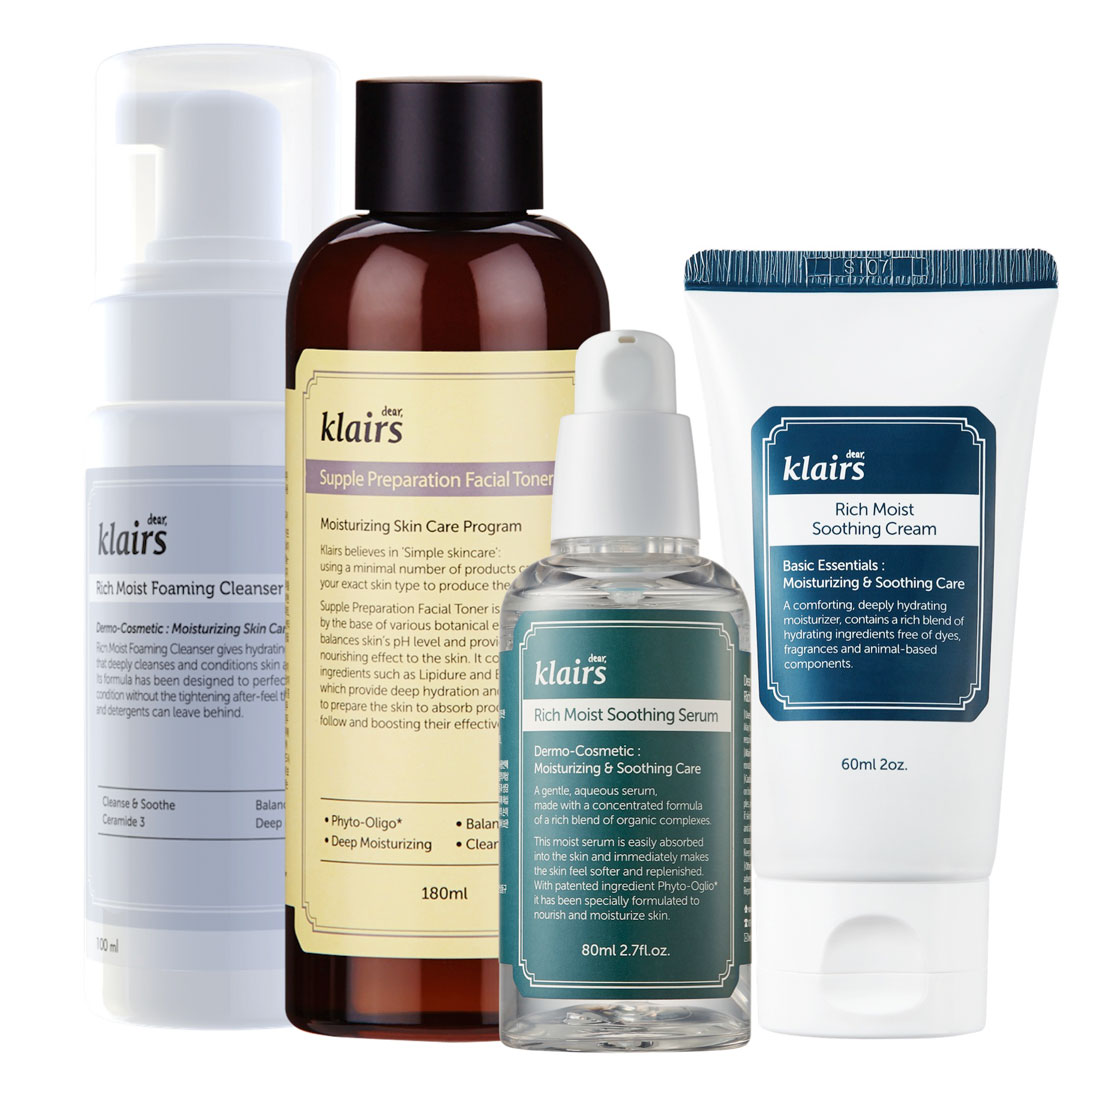 dear,
klairs
Rich Moist Foaming Cleanser
Dermo-Cosmetic : Moisturizing Skin Car
Rich Moist Foaming Cleanser gives hydrating
that deeply cleanses and conditions skin a
Its formula has been designed to perfec
condition without the tightening after-feel t
and detergents can leave behind.
Cleanse & Soothe
Ceramide 3
Balanc
Deep
100 ml
dear,
klairs
Supple Preparation Facial Toner
Moisturizing Skin Care Program
Klairs believes in 'Simple skincare':
using a minimal number of products
your exact skin type to produce the
Supple Preparation Facial Toner is
by the base of various botanical e
balances skin's pH level and provi
nourishing effect to the skin. It co
ingredients such as Lipidure and
which provide deep hydration and
to prepare the skin to absorb prod
follow and boosting their effective
• Phyto-Oligo*
• Deep Moisturizing
• Balan
• Clean
180ml
dear,
klairs
Rich Moist Soothing Serum
Dermo-Cosmetic :
Moisturizing & Soothing Care
A gentle, aqueous serum,
made with a concentrated formula
of a rich blend of organic complexes.
This moist serum is easily absorbed
into the skin and immediately makes
the skin feel softer and replenished.
With patented ingredient Phyto-Oglio*
it has been specially formulated to
nourish and moisturize skin.
80ml 2.7fl.oz.
SI07
dear,
klairs
Rich Moist
Soothing Cream
Basic Essentials :
Moisturizing & Soothing Care
A comforting, deeply hydrating
moisturizer, contains a rich blend of
hydrating ingredients free of dyes,
fragrances and animal-based
components.
60ml 2oz.